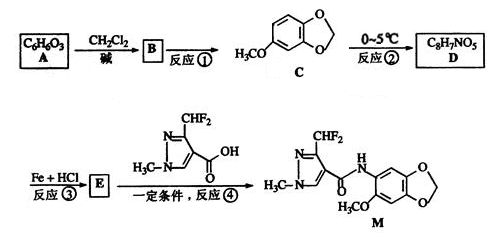 C₆H₆O₃ CH₂Cl₂ 0~5℃ C₈H₇NO₅
A 碱 B 反应① H₃CO O O C 反应② D
CHF₂ CHF₂
Fe+HCl N N OH N N H N O
反应③ E H₃C O 一定条件,反应④ H₃C O H₃CO O
M